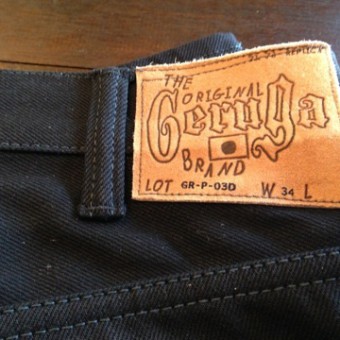 THE
ORIGINAL
Geruga
BRAND
LOT GR-P-03D W 34 L